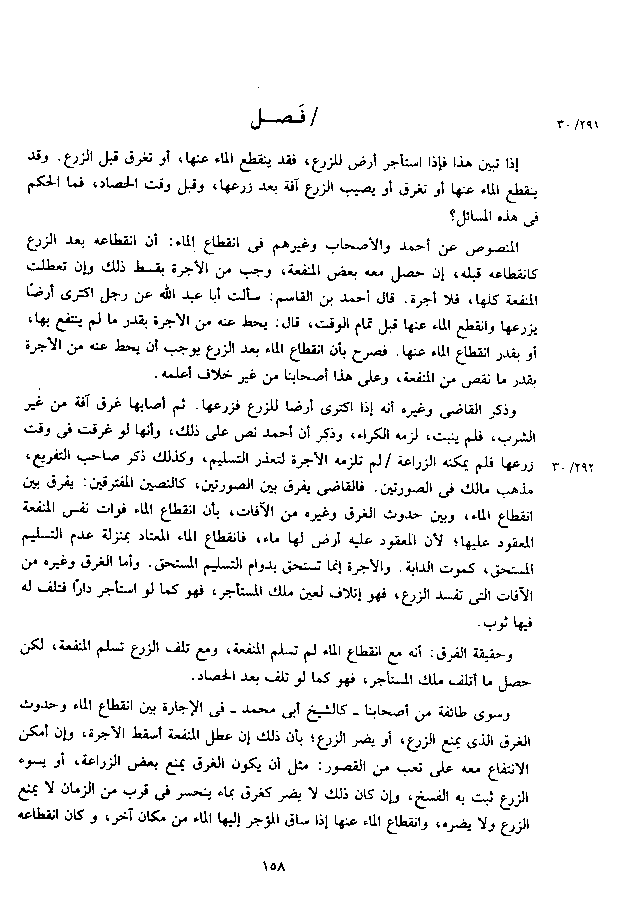 / فَصــل
٣٠/٢٩١
إذا تبين هذا فإذا استأجر أرض للزرع، فقد ينقطع الماء عنها، أو تغرق قبل الزرع. وقد
ينقطع الماء عنها أو تغرق أو يصيب الزرع آفة بعد زرعها، وقبل وقت الحصاد، فما الحكم
فى هذه المسائل؟
المنصوص عن أحمد والأصحاب وغيرهم فى انقطاع الماء: أن انقطاعه بعد الزرع
كانقطاعه قبله، إن حصل معه بعض المنفعة، وجب من الأجرة بقسط ذلك وإن تعطلت
المنفعة كلها، فلا أجرة. قال أحمد بن القاسم: سألت أبا عبد الله عن رجل اكترى أرضًا
يزرعها وانقطع الماء عنها قبل تمام الوقت، قال: يحط عنه من الأجرة بقدر ما لم ينتفع بها،
أو بقدر انقطاع الماء عنها. فصرح بأن انقطاع الماء بعد الزرع يوجب أن يحط عنه من الأجرة
بقدر ما نقص من المنفعة، وعلى هذا أصحابنا من غير خلاف أعلمه.
وذكر القاضى وغيره أنه إذا اكترى أرضا للزرع فزرعها. ثم أصابها غرق آفة من غير
الشرب، فلم ينبت، لزمه الكراء، وذكر أن أحمد نص على ذلك، وأنها لو غرقت فى وقت
زرعها فلم يمكنه الزراعة / لم تلزمه الأجرة لتعذر التسليم، وكذلك ذكر صاحب التفريع،
٣٠/٢٩٢
مذهب مالك فى الصورتين. فالقاضى يفرق بين الصورتين، كالنصين المفترقين: يفرق بين
انقطاع الماء، وبين حدوث الغرق وغيره من الآفات، بأن انقطاع الماء فوات نفس المنفعة
المعقود عليها؛ لأن المعقود عليه أرض لها ماء، فانقطاع الماء المعتاد بمنزلة عدم التسليم
المستحق، كموت الدابة. والأجرة إنما تستحق بدوام التسليم المستحق. وأما الغرق وغيره من
الآفات التى تفسد الزرع، فهو إتلاف لعين ملك المستأجر، فهو كما لو استأجر دارًا فتلف له
فيها ثوب.
وحقيقة الفرق: أنه مع انقطاع الماء لم تسلم المنفعة، ومع تلف الزرع تسلم المنفعة، لكن
حصل ما أتلف ملك المستأجر، فهو كما لو تلف بعد الحصاد.
وسوى طائفة من أصحابنا ـ كالشيخ أبى محمد ـ فى الإجارة بين انقطاع الماء وحدوث
الغرق الذى يمنع الزرع، أو يضر الزرع؛ بأن ذلك إن عطل المنفعة أسقط الأجرة، وإن أمكن
الانتفاع معه على تعب من القصور: مثل أن يكون الغرق يمنع بعض الزراعة، أو يسوء
الزرع ثبت به الفسخ، وإن كان ذلك لا يضر كغرق بماء ينحسر فى قرب من الزمان لا يمنع
الزرع ولا يضره، وانقطاع الماء عنها إذا ساق المؤجر إليها الماء من مكان آخر، و كان انقطاعه
١٥٨